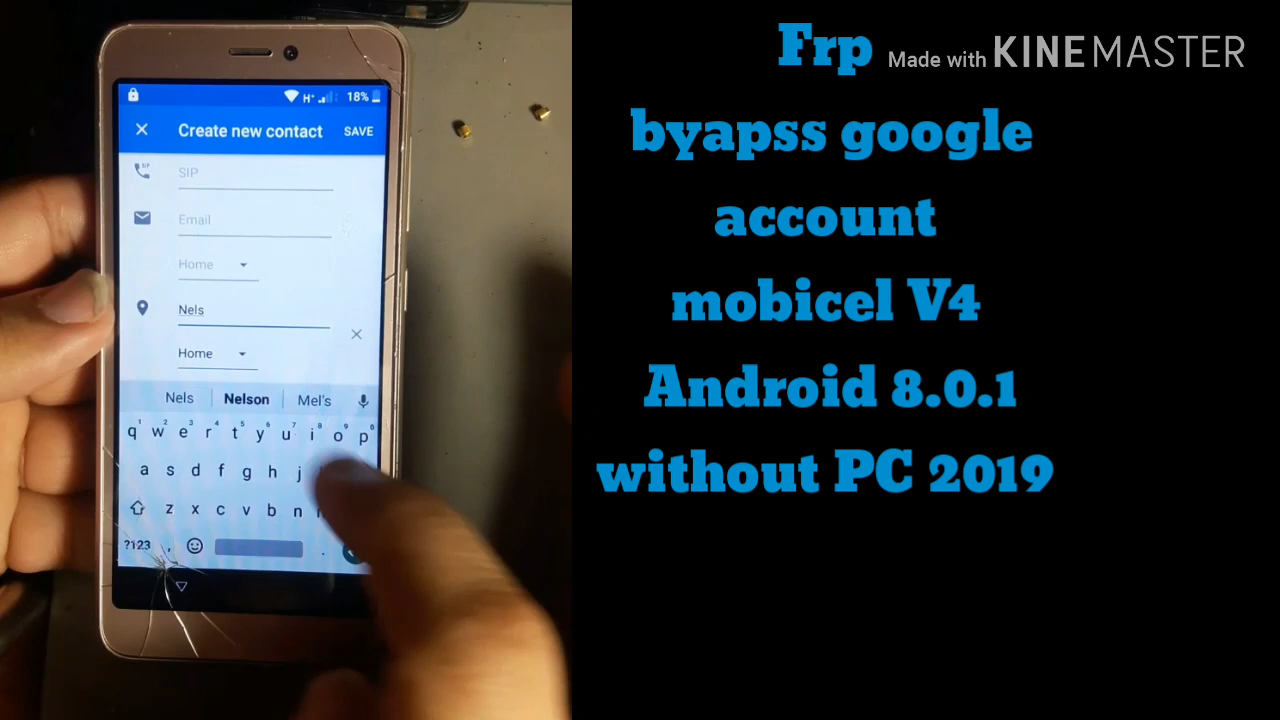 18%
Create new contact SAVE
SIP
Email
Home
Nels
Home
Nels Nelson Mel's
q w e r t y u i o p
a s d f g h j
z x c v b n
?123 , .
Frp
Made with KINEMASTER
byapss google
account
mobicel V4
Android 8.0.1
without PC 2019